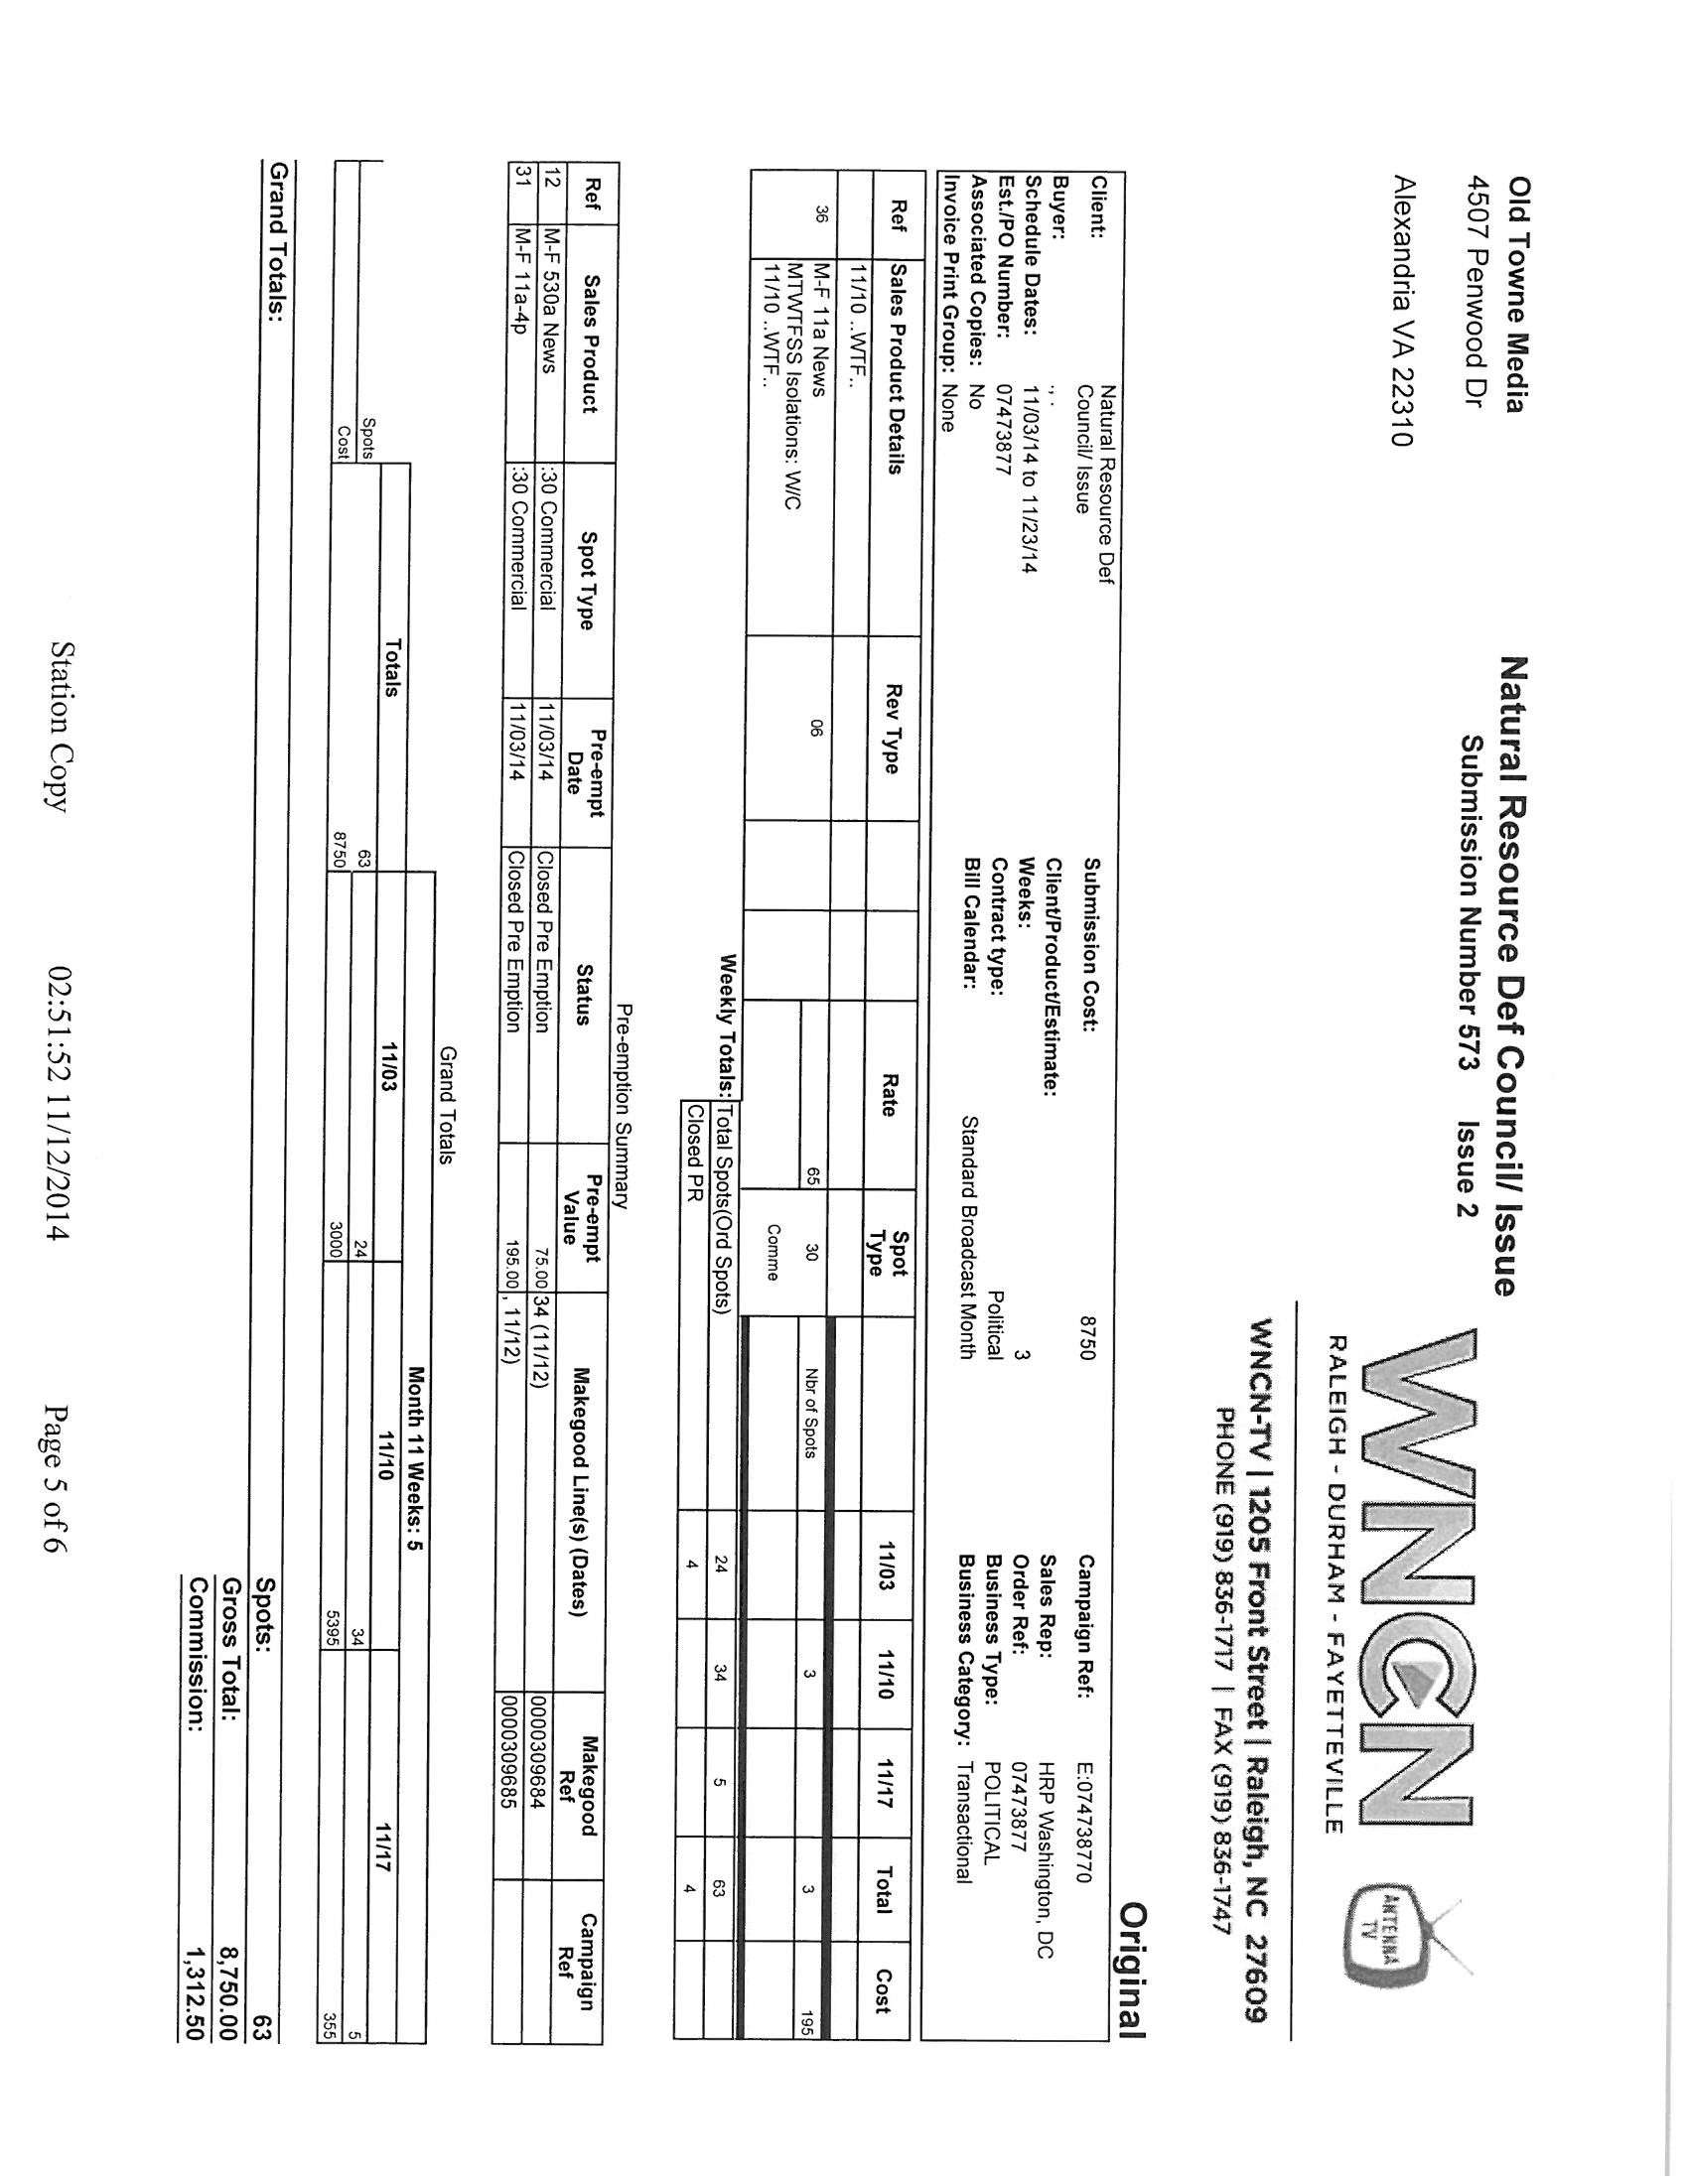 Old Towne Media
4507 Penwood Dr
Alexandria VA 22310
Natural Resource Def Council/ Issue
Submission Number 573 Issue 2
WNCN
RALEIGH - DURHAM - FAYETTEVILLE
ANTENNA TV
WNCN-TV | 1205 Front Street | Raleigh, NC 27609
PHONE (919) 836-1717 | FAX (919) 836-1747
Original
Client: Natural Resource Def Council/ Issue
Buyer: , .
Schedule Dates: 11/03/14 to 11/23/14
Est./PO Number: 07473877
Associated Copies: No
Invoice Print Group: None
Submission Cost: 8750
Client/Product/Estimate:
Weeks: 3
Contract type: Political
Bill Calendar: Standard Broadcast Month
Campaign Ref: E:074738770
Sales Rep: HRP Washington, DC
Order Ref: 07473877
Business Type: POLITICAL
Business Category: Transactional
Ref Sales Product Details Rev Type Rate Spot Type 11/03 11/10 11/17 Total Cost
11/10 ..WTF..
36 M-F 11a News 06 65 30 Nbr of Spots 3 3 195
MTWTFSS Isolations: W/C
11/10 ..WTF.. Comme
Weekly Totals: Total Spots(Ord Spots) 24 34 5 63
Closed PR 4 4
Pre-emption Summary
Ref Sales Product Spot Type Pre-empt Date Status Pre-empt Value Makegood Line(s) (Dates) Makegood Ref Campaign Ref
12 M-F 530a News :30 Commercial 11/03/14 Closed Pre Emption 75.00 34 (11/12) 0000309684
31 M-F 11a-4p :30 Commercial 11/03/14 Closed Pre Emption 195.00 , 11/12) 0000309685
Grand Totals
Month 11 Weeks: 5
Totals 11/03 11/10 11/17
Spots 63 24 34 5
Cost 8750 3000 5395 355
Grand Totals:
Spots: 63
Gross Total: 8,750.00
Commission: 1,312.50
Station Copy 02:51:52 11/12/2014 Page 5 of 6